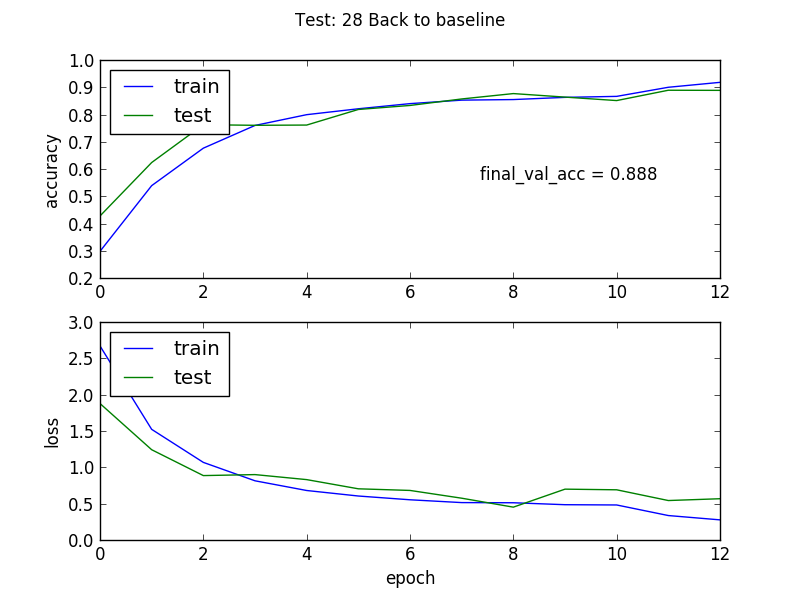 Test: 28 Back to baseline
1.0
0.9
0.8
0.7
0.6
0.5
0.4
0.3
0.2
accuracy
train
test
final_val_acc = 0.888
0 2 4 6 8 10 12
3.0
2.5
2.0
1.5
1.0
0.5
0.0
loss
train
test
0 2 4 6 8 10 12
epoch